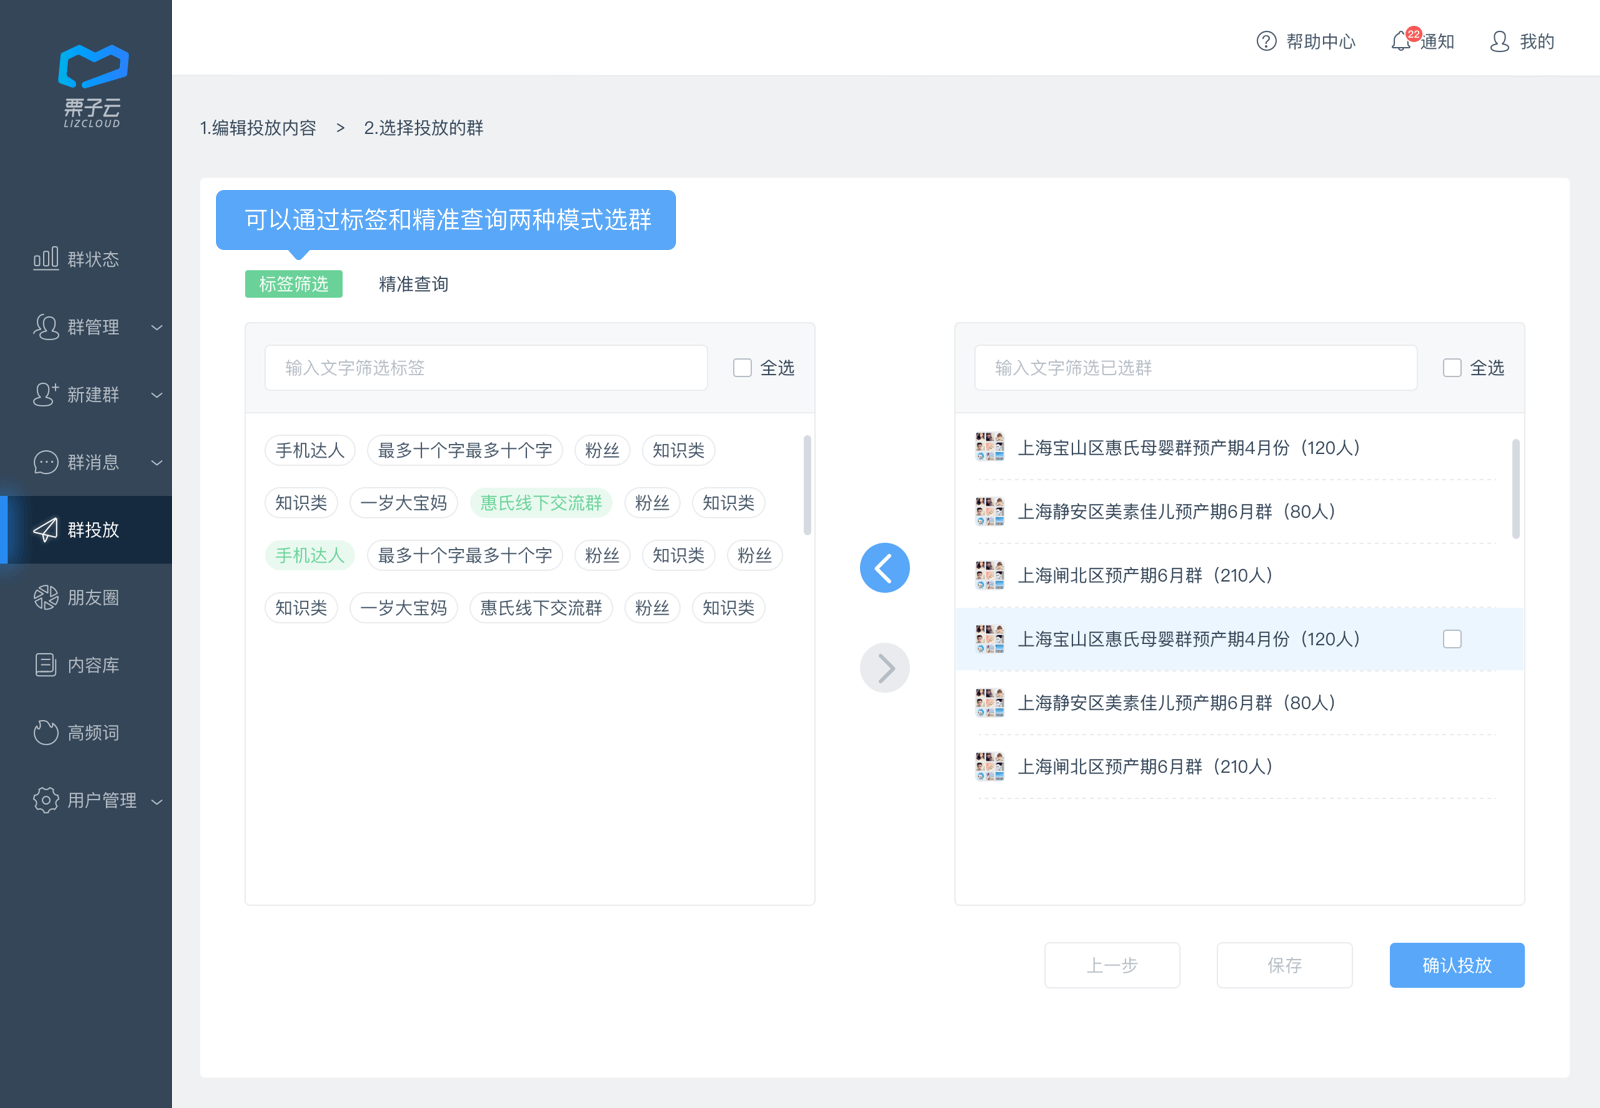 栗子云
LIZCLOUD
帮助中心
22
通知
我的
1.编辑投放内容 > 2.选择投放的群
群状态
群管理
新建群
群消息
群投放
朋友圈
内容库
高频词
用户管理
可以通过标签和精准查询两种模式选群
标签筛选 精准查询
输入文字筛选标签 全选
手机达人 最多十个字最多十个字 粉丝 知识类
知识类 一岁大宝妈 惠氏线下交流群 粉丝 知识类
手机达人 最多十个字最多十个字 粉丝 知识类 粉丝
知识类 一岁大宝妈 惠氏线下交流群 粉丝 知识类
输入文字筛选已选群 全选
上海宝山区惠氏母婴群预产期4月份（120人）
上海静安区美素佳儿预产期6月群（80人）
上海闸北区预产期6月群（210人）
上海宝山区惠氏母婴群预产期4月份（120人）
上海静安区美素佳儿预产期6月群（80人）
上海闸北区预产期6月群（210人）
上一步 保存 确认投放